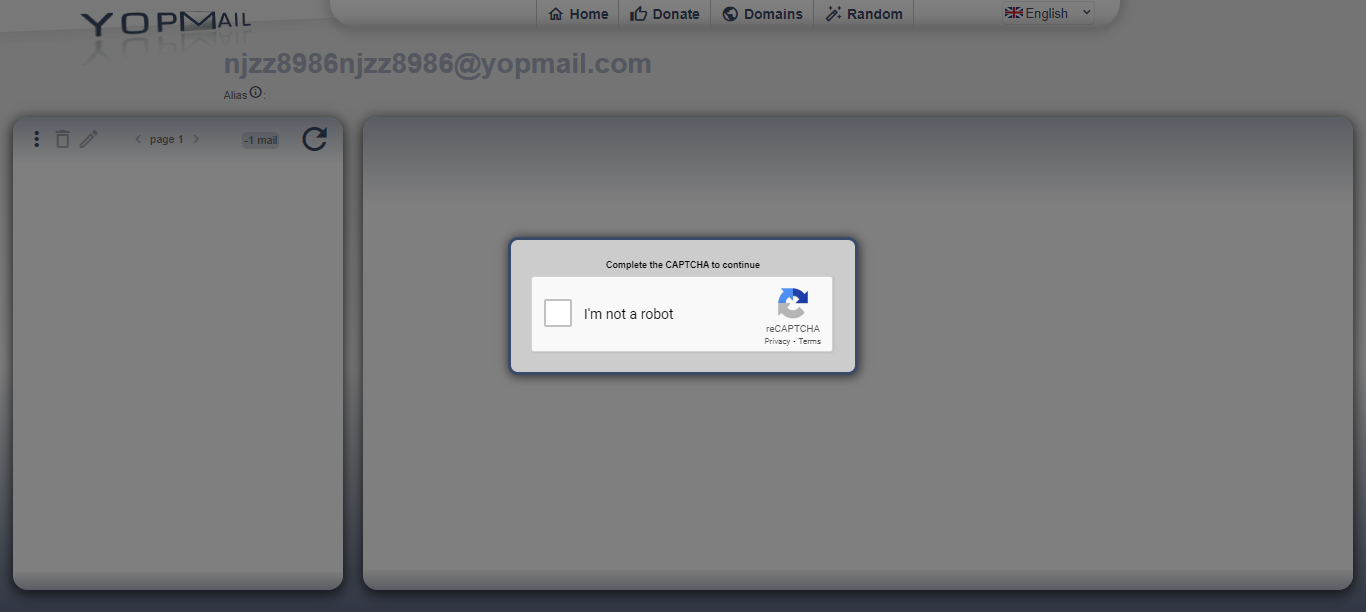 YOPMAIL
Home
Donate
Domains
Random
English
njzz8986njzz8986@yopmail.com
Alias :
page 1
-1 mail
Complete the CAPTCHA to continue
I'm not a robot
reCAPTCHA
Privacy - Terms